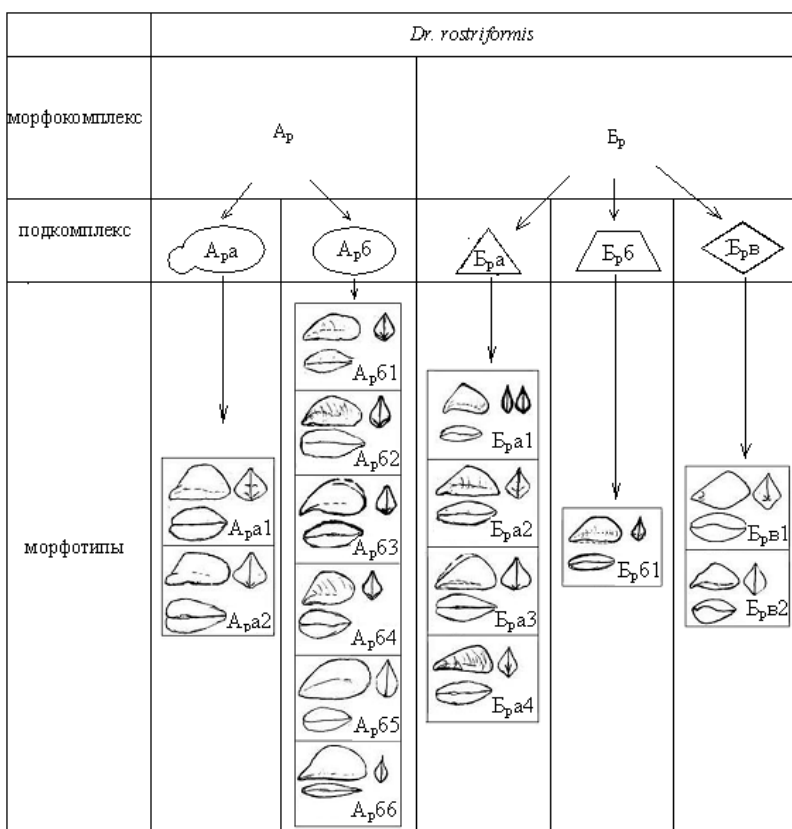 Dr. rostriformis
морфокомплекс
Ар
Бр
подкомплекс
Ара
Арб
Бра
Брб
Брв
морфотипы
Ара1
Ара2
Арб1
Арб2
Арб3
Арб4
Арб5
Арб6
Бра1
Бра2
Бра3
Бра4
Брб1
Брв1
Брв2